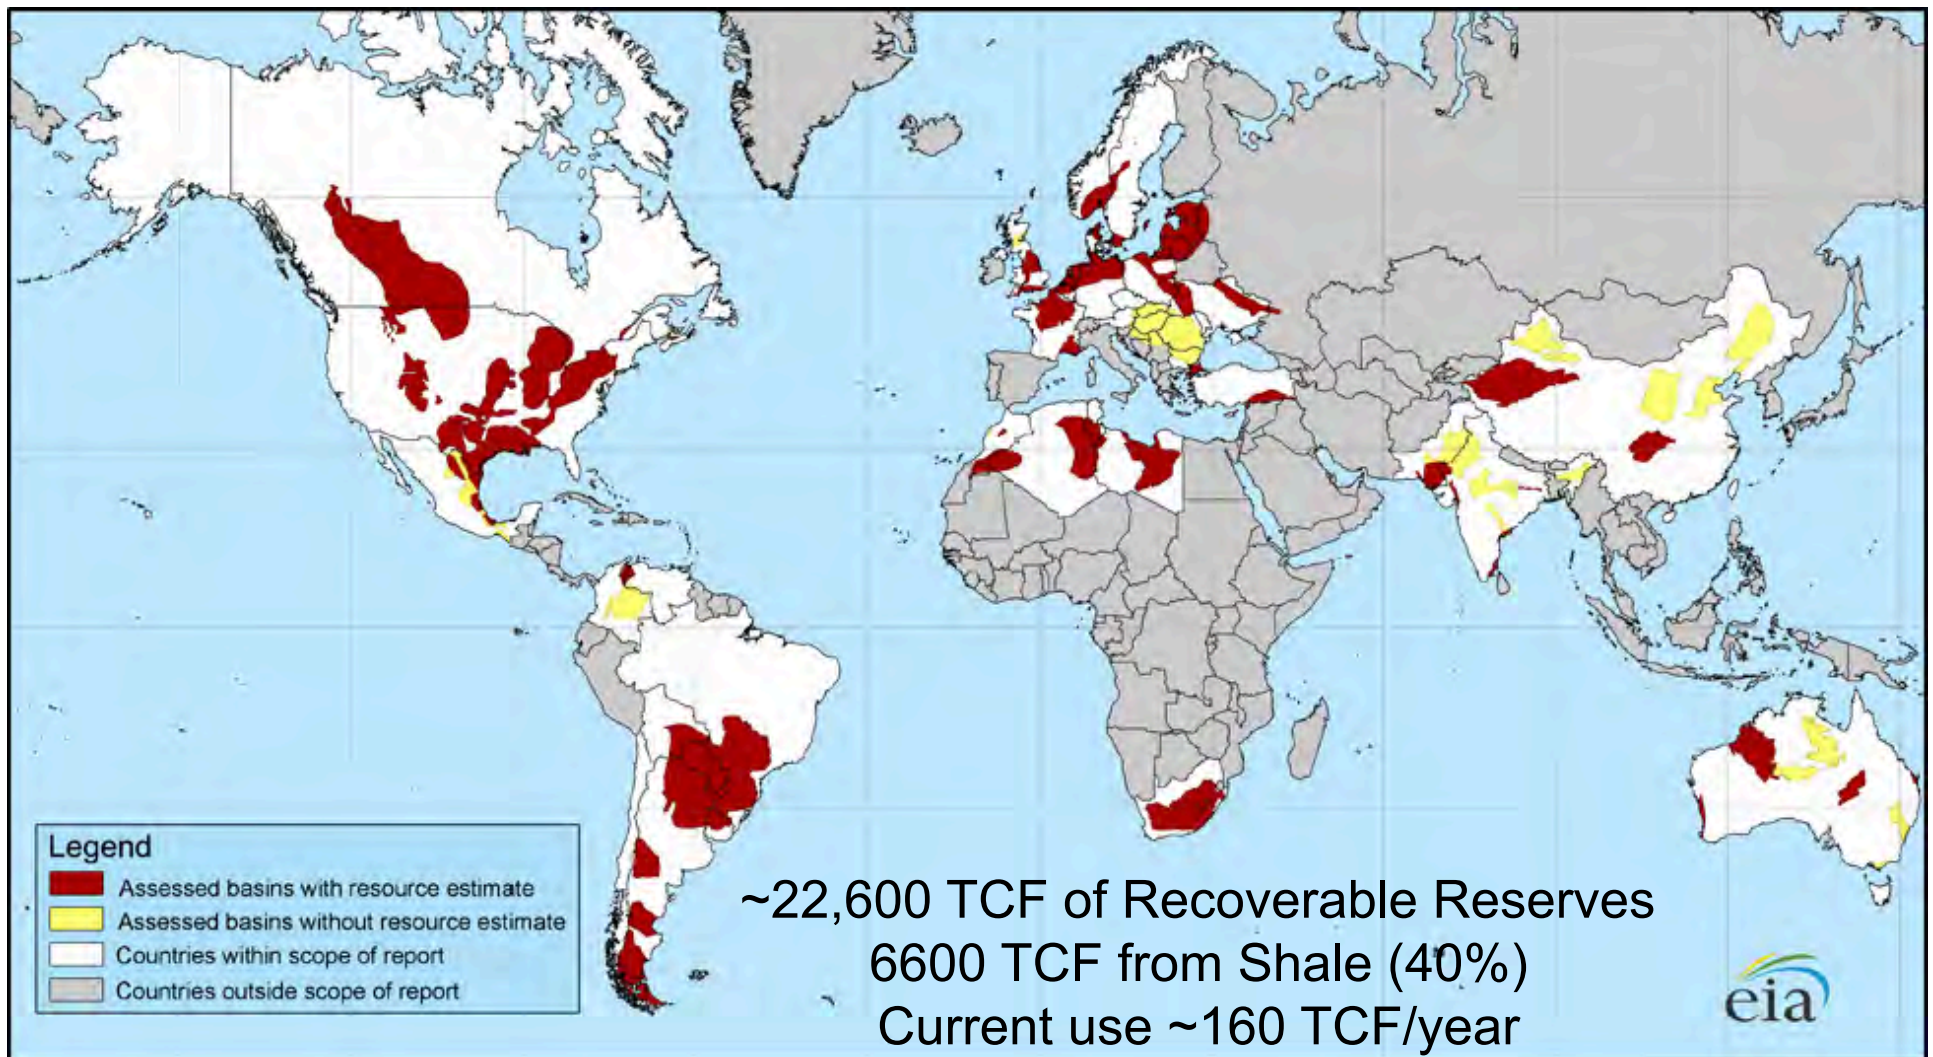 Legend
Assessed basins with resource estimate
Assessed basins without resource estimate
Countries within scope of report
Countries outside scope of report
~22,600 TCF of Recoverable Reserves
6600 TCF from Shale (40%)
Current use ~160 TCF/year
eia